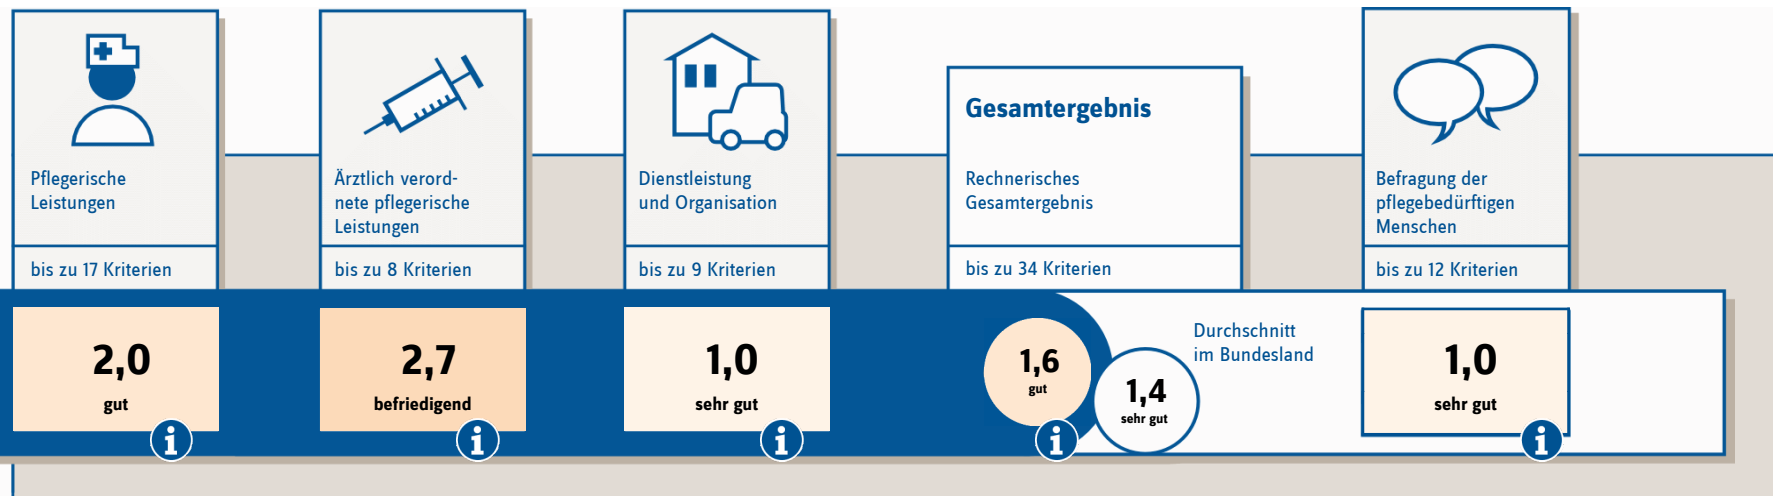 Pflegerische
Leistungen
bis zu 17 Kriterien
2,0
gut
i
Ärztlich verord-
nete pflegerische
Leistungen
bis zu 8 Kriterien
2,7
befriedigend
i
Dienstleistung
und Organisation
bis zu 9 Kriterien
1,0
sehr gut
i
Gesamtergebnis
Rechnerisches
Gesamtergebnis
bis zu 34 Kriterien
1,6
gut
i
1,4
sehr gut
Durchschnitt
im Bundesland
Befragung der
pflegebedürftigen
Menschen
bis zu 12 Kriterien
1,0
sehr gut
i